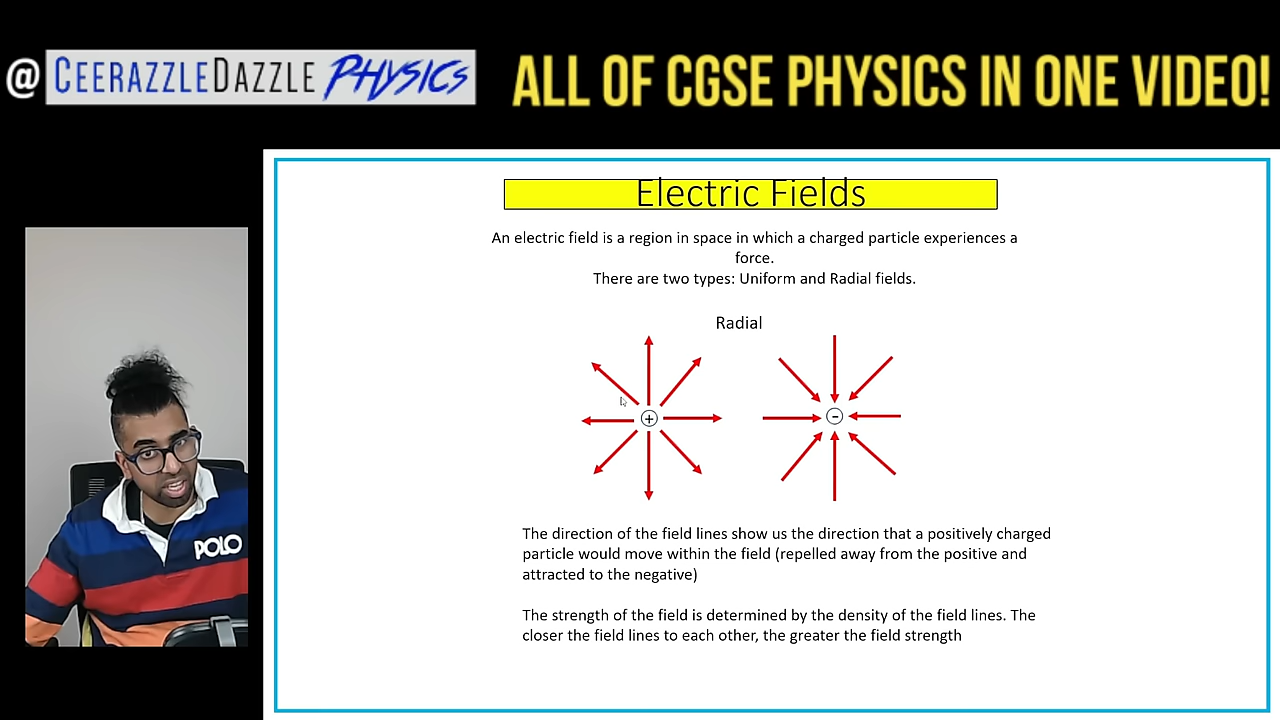 @ CEERAZZLEDAZZLE PHYSICS
ALL OF CGSE PHYSICS IN ONE VIDEO!
Electric Fields
An electric field is a region in space in which a charged particle experiences a
force.
There are two types: Uniform and Radial fields.
Radial
+
-
POLO
The direction of the field lines show us the direction that a positively charged
particle would move within the field (repelled away from the positive and
attracted to the negative)
The strength of the field is determined by the density of the field lines. The
closer the field lines to each other, the greater the field strength